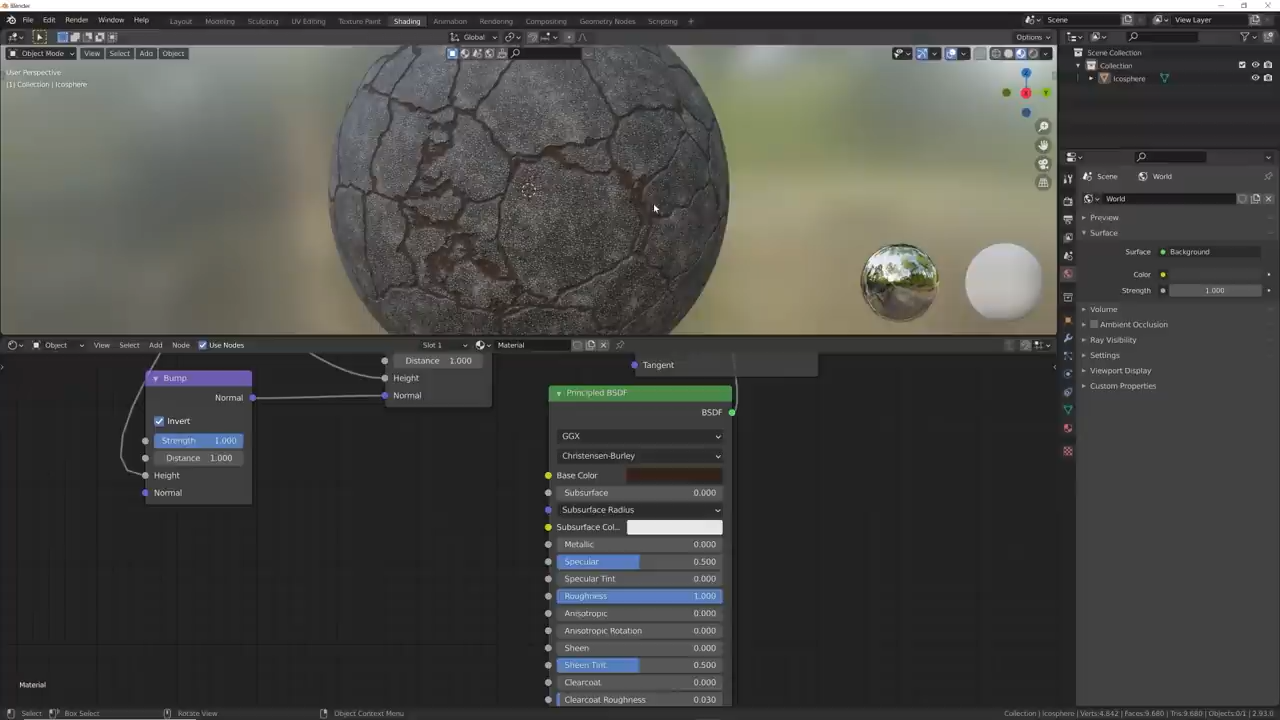 Blender
File Edit Render Window Help Layout Modeling Sculpting UV Editing Texture Paint Shading Animation Rendering Compositing Geometry Nodes Scripting Scene View Layer
Global Options
Object Mode View Select Add Object
User Perspective
(1) Collection | Icosphere
Scene Collection
Collection
Icosphere
Scene World
World
Preview
Surface
Surface Background
Color
Strength 1.000
Volume
Ambient Occlusion
Ray Visibility
Settings
Viewport Display
Custom Properties
Object View Select Add Node Use Nodes Slot 1 Material
Bump
Normal
Invert
Strength 1.000
Distance 1.000
Height
Normal
Distance 1.000
Height
Normal
Tangent
Principled BSDF
BSDF
GGX
Christensen-Burley
Base Color
Subsurface 0.000
Subsurface Radius
Subsurface Col...
Metallic 0.000
Specular 0.500
Specular Tint 0.000
Roughness 1.000
Anisotropic 0.000
Anisotropic Rotation 0.000
Sheen 0.000
Sheen Tint 0.500
Clearcoat 0.000
Clearcoat Roughness 0.030
Material
Select Box Select Rotate View Object Context Menu Collection | Icosphere | Verts:4,842 | Faces:9,680 | Tris:9,680 | Objects:0/1 | 2.93.0